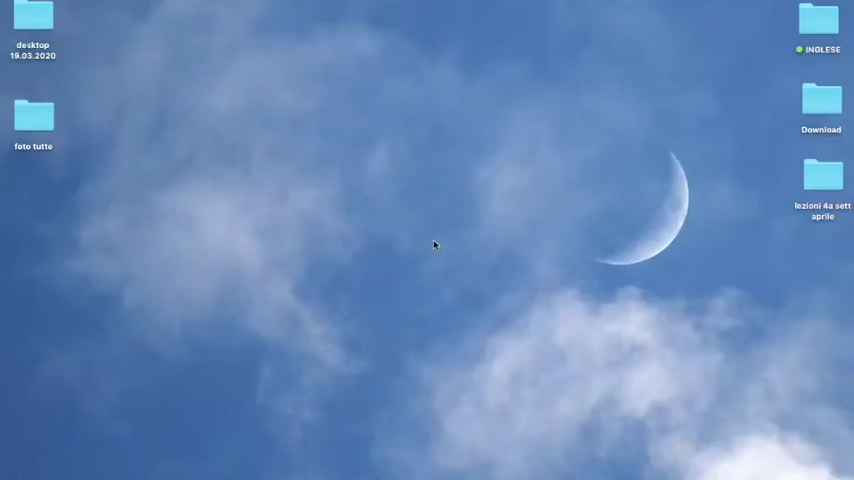 desktop
19.03.2020
foto tutte
INGLESE
Download
lezioni 4a sett
aprile